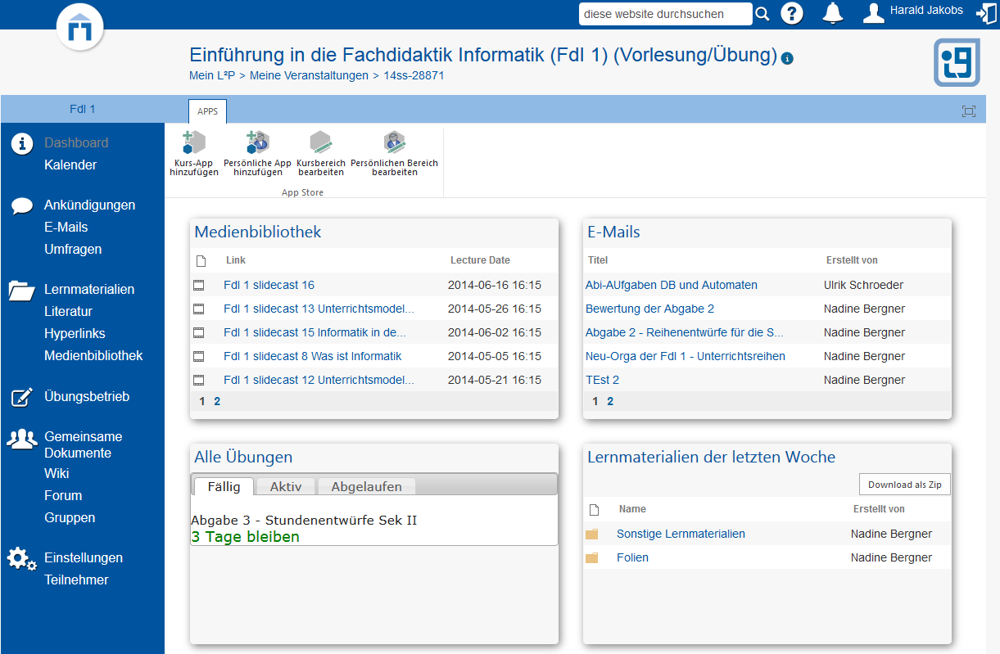 diese website durchsuchen
?
Harald Jakobs
Einführung in die Fachdidaktik Informatik (FdI 1) (Vorlesung/Übung) i
Mein L²P > Meine Veranstaltungen > 14ss-28871
FdI 1
APPS
i Dashboard
Kalender
Ankündigungen
E-Mails
Umfragen
Lernmaterialien
Literatur
Hyperlinks
Medienbibliothek
Übungsbetrieb
Gemeinsame
Dokumente
Wiki
Forum
Gruppen
Einstellungen
Teilnehmer
Kurs-App
hinzufügen
Persönliche App
hinzufügen
Kursbereich
bearbeiten
Persönlichen Bereich
bearbeiten
App Store
Medienbibliothek
Link Lecture Date
FdI 1 slidecast 16 2014-06-16 16:15
FdI 1 slidecast 13 Unterrichtsmodel... 2014-05-26 16:15
FdI 1 slidecast 15 Informatik in de... 2014-06-02 16:15
FdI 1 slidecast 8 Was ist Informatik 2014-05-05 16:15
FdI 1 slidecast 12 Unterrichtsmodel... 2014-05-21 16:15
1 2
E-Mails
Titel Erstellt von
Abi-AUfgaben DB und Automaten Ulrik Schroeder
Bewertung der Abgabe 2 Nadine Bergner
Abgabe 2 - Reihenentwürfe für die S... Nadine Bergner
Neu-Orga der FdI 1 - Unterrichtsreihen Nadine Bergner
TEst 2 Nadine Bergner
1 2
Alle Übungen
Fällig Aktiv Abgelaufen
Abgabe 3 - Stundenentwürfe Sek II
3 Tage bleiben
Lernmaterialien der letzten Woche
Download als Zip
Name Erstellt von
Sonstige Lernmaterialien Nadine Bergner
Folien Nadine Bergner